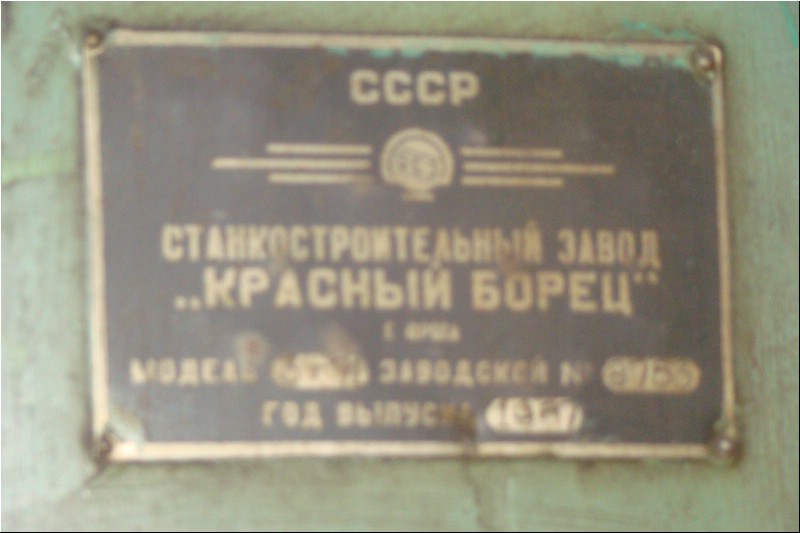 СССР
СТАНКОСТРОИТЕЛЬНЫЙ ЗАВОД
„КРАСНЫЙ БОРЕЦ“
Г. ОРША
МОДЕЛЬ ЗАВОДСКОЙ №
ГОД ВЫПУСКА